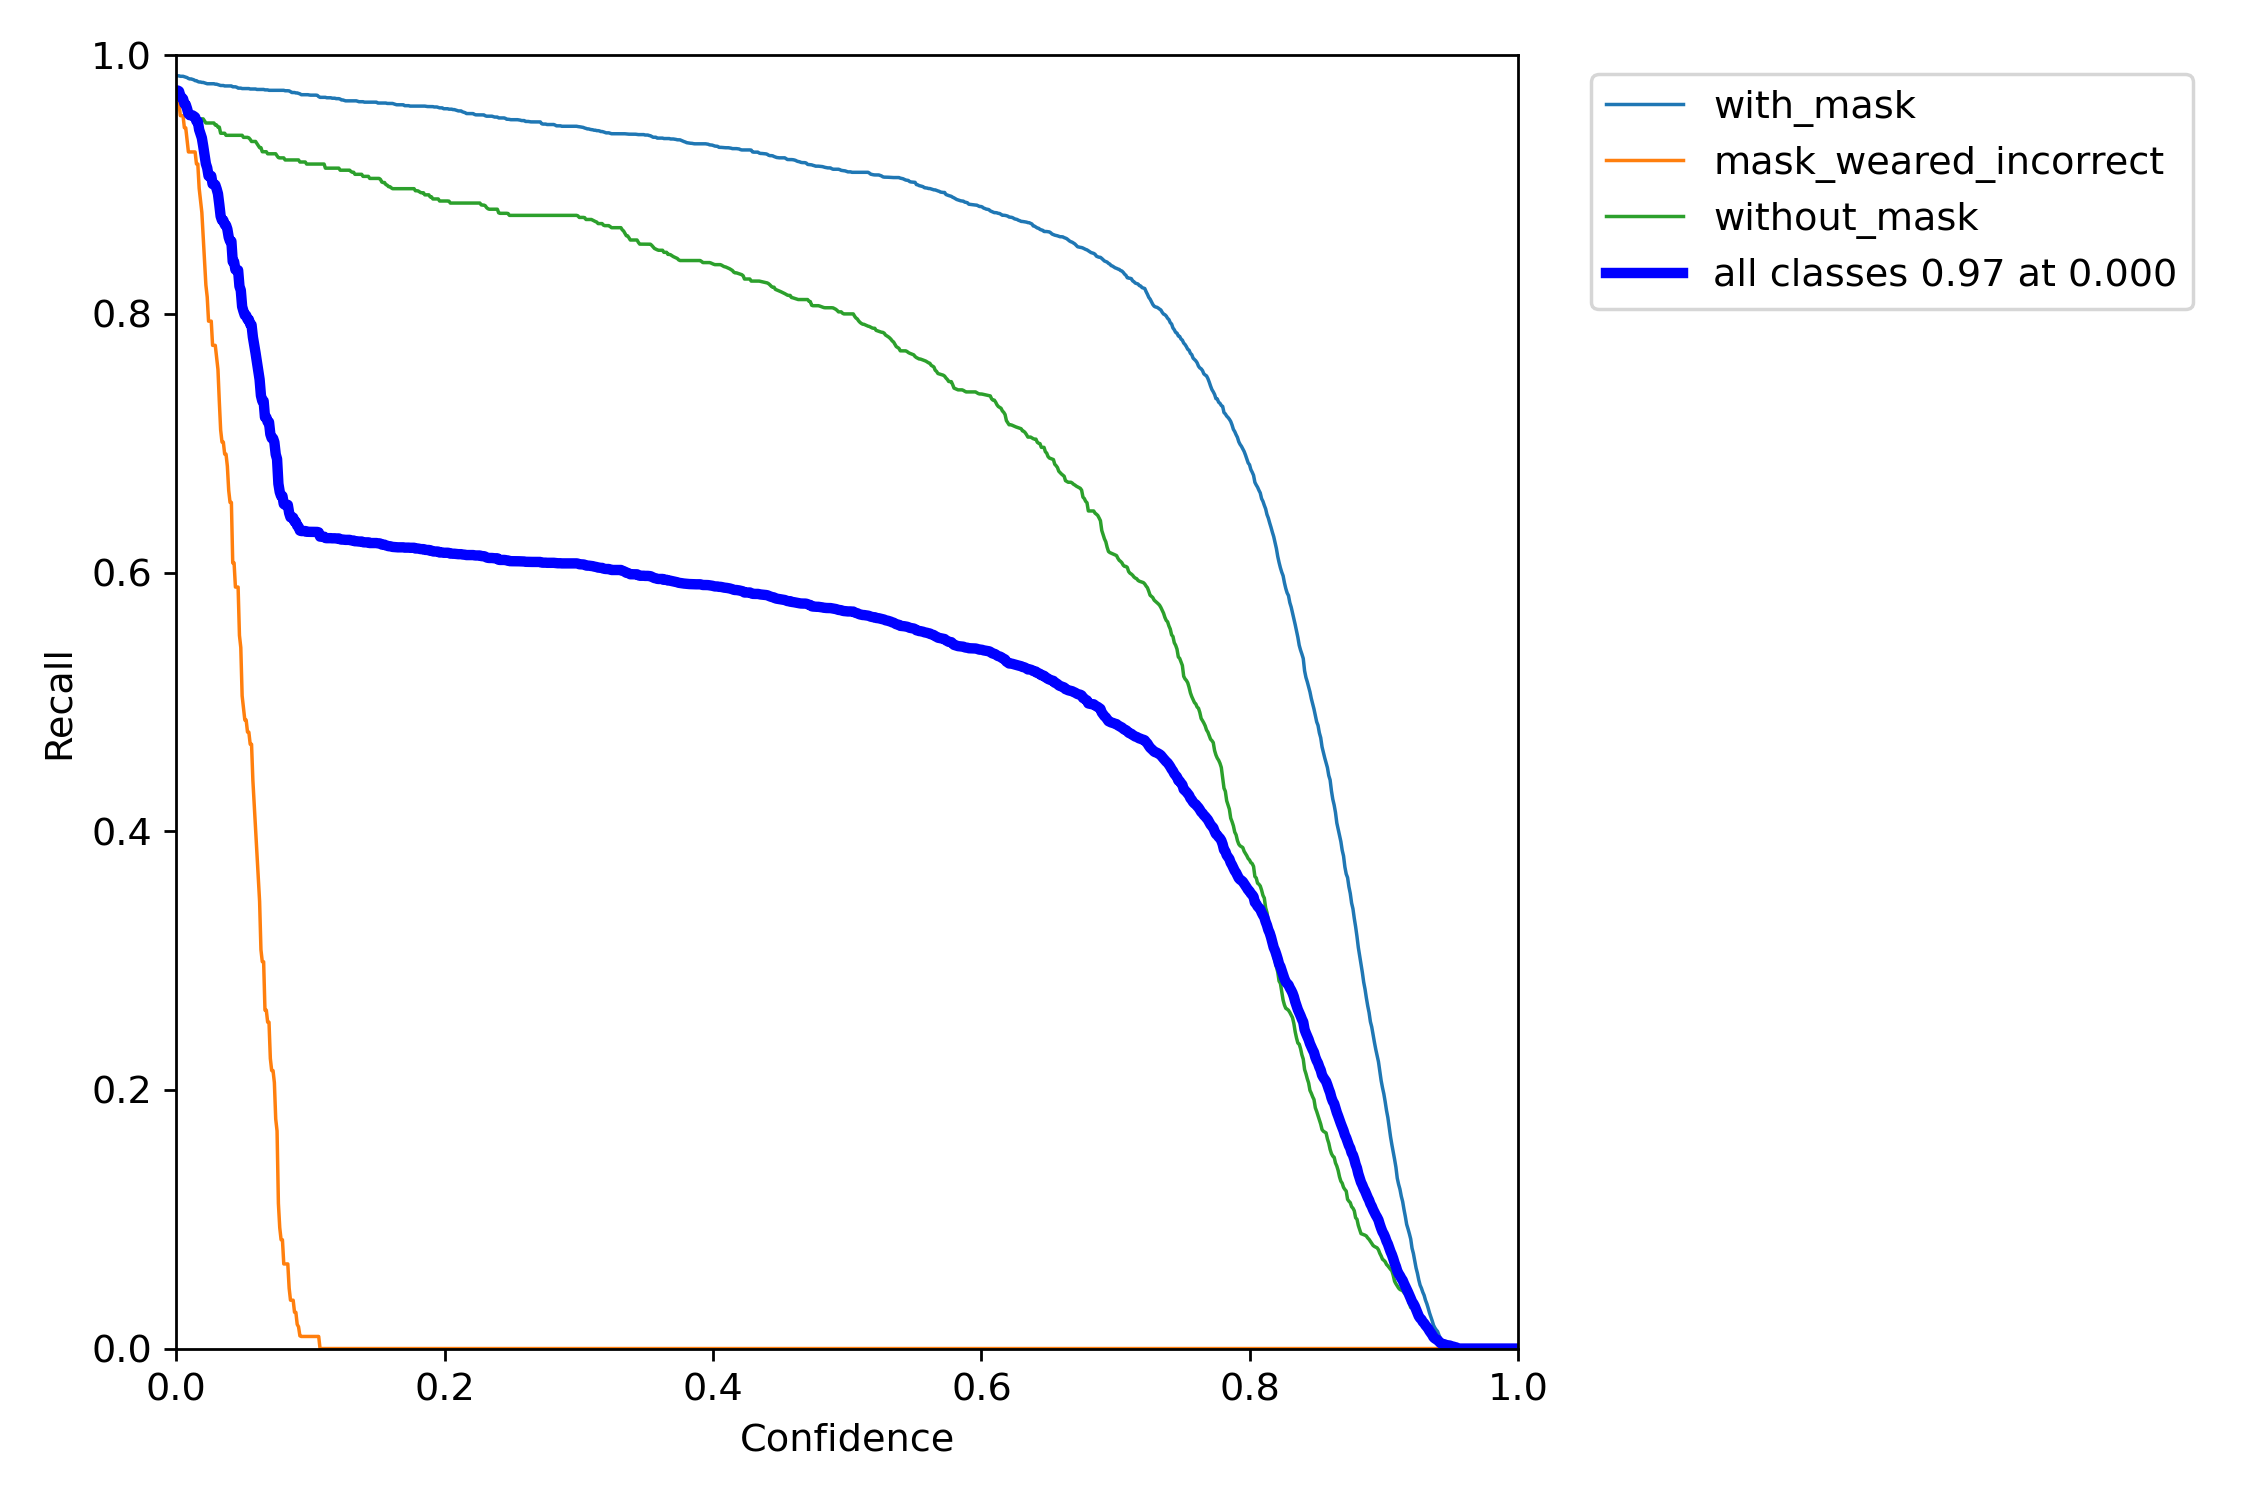 1.0
0.8
0.6
0.4
0.2
0.0
Recall
0.0 0.2 0.4 0.6 0.8 1.0
Confidence
with_mask
mask_weared_incorrect
without_mask
all classes 0.97 at 0.000